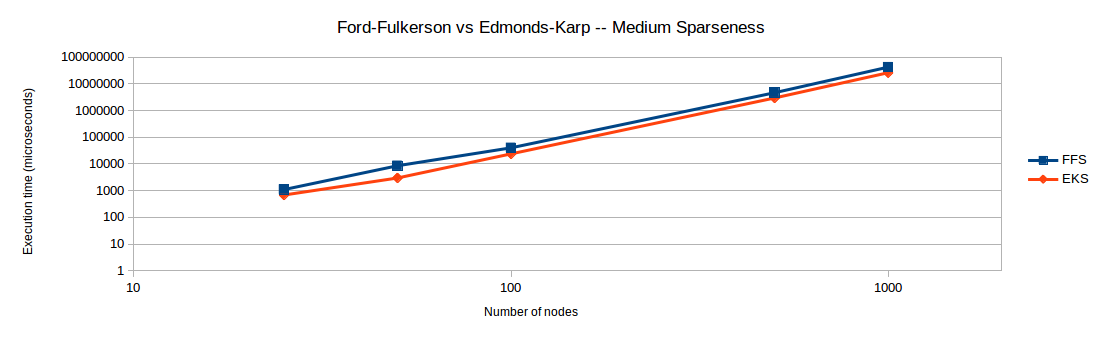 Ford-Fulkerson vs Edmonds-Karp -- Medium Sparseness
Execution time (microseconds)
100000000
10000000
1000000
100000
10000
1000
100
10
1
10 100 1000
Number of nodes
FFS
EKS